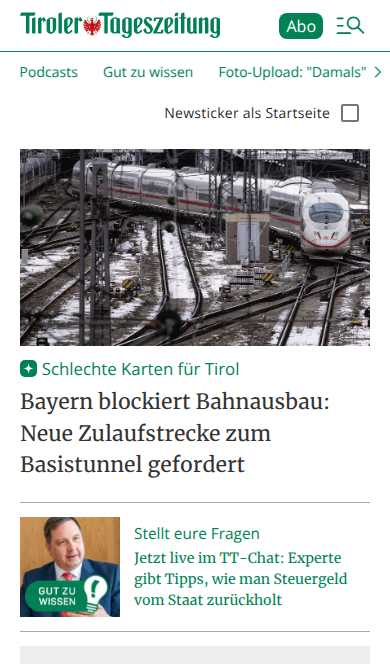 Tiroler Tageszeitung
Abo
Podcasts Gut zu wissen Foto-Upload: "Damals"
Newsticker als Startseite
Schlechte Karten für Tirol
Bayern blockiert Bahnausbau:
Neue Zulaufstrecke zum
Basistunnel gefordert
Stellt eure Fragen
Jetzt live im TT-Chat: Experte
gibt Tipps, wie man Steuergeld
vom Staat zurückholt
GUT ZU
WISSEN